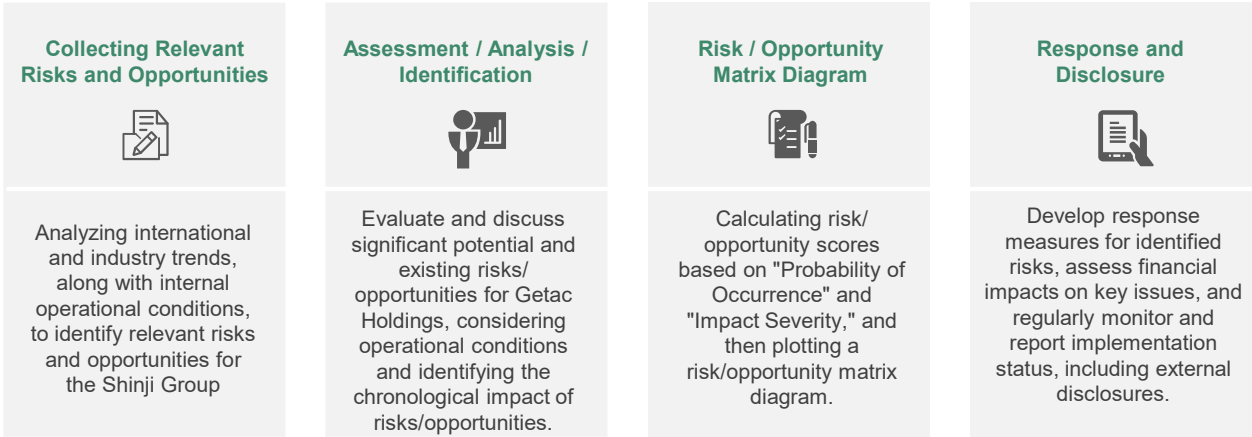 Collecting Relevant
Risks and Opportunities
Analyzing international
and industry trends,
along with internal
operational conditions,
to identify relevant risks
and opportunities for
the Shinji Group
Assessment / Analysis /
Identification
Evaluate and discuss
significant potential and
existing risks/
opportunities for Getac
Holdings, considering
operational conditions
and identifying the
chronological impact of
risks/opportunities.
Risk / Opportunity
Matrix Diagram
Calculating risk/
opportunity scores
based on "Probability of
Occurrence" and
"Impact Severity," and
then plotting a
risk/opportunity matrix
diagram.
Response and
Disclosure
Develop response
measures for identified
risks, assess financial
impacts on key issues, and
regularly monitor and
report implementation
status, including external
disclosures.